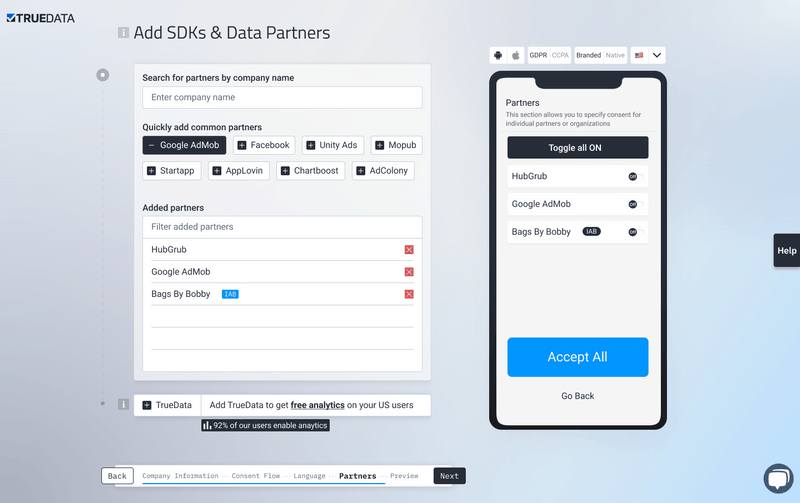 TRUEDATA
i Add SDKs & Data Partners
Search for partners by company name
Enter company name
Quickly add common partners
− Google AdMob + Facebook + Unity Ads + Mopub
+ Startapp + AppLovin + Chartboost + AdColony
Added partners
Filter added partners
HubGrub
Google AdMob
Bags By Bobby IAB
i + TrueData Add TrueData to get free analytics on your US users
92% of our users enable anaytics
Back Company Information Consent Flow Language Partners Preview Next
GDPR CCPA Branded Native
Partners
This section allows you to specify consent for
individual partners or organizations
Toggle all ON
HubGrub Off
Google AdMob Off
Bags By Bobby IAB Off
Accept All
Go Back
Help